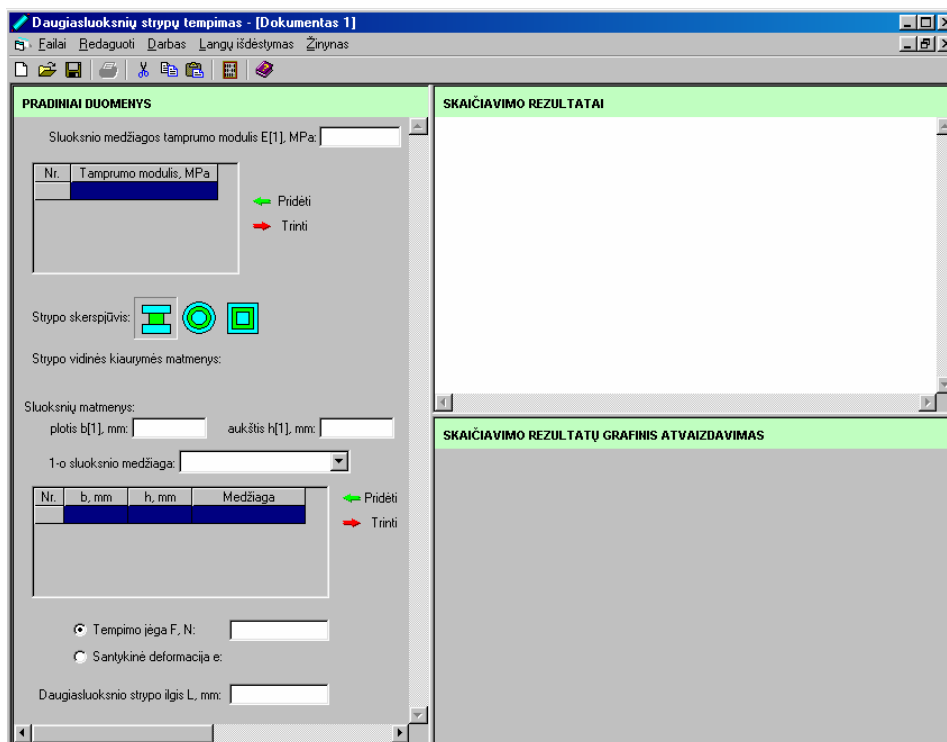 Daugiasluoksnių strypų tempimas - [Dokumentas 1]
Failai Redaguoti Darbas Langų išdėstymas Žinynas
PRADINIAI DUOMENYS
Sluoksnio medžiagos tamprumo modulis E[1], MPa:
Nr. Tamprumo modulis, MPa
Pridėti
Trinti
Strypo skerspjūvis:
Strypo vidinės kiaurymės matmenys:
Sluoksnių matmenys:
plotis b[1], mm: aukštis h[1], mm:
1-o sluoksnio medžiaga:
Nr. b, mm h, mm Medžiaga
Pridėti
Trinti
Tempimo jėga F, N:
Santykinė deformacija e:
Daugiasluoksnio strypo ilgis L, mm:
SKAIČIAVIMO REZULTATAI
SKAIČIAVIMO REZULTATŲ GRAFINIS ATVAIZDAVIMAS